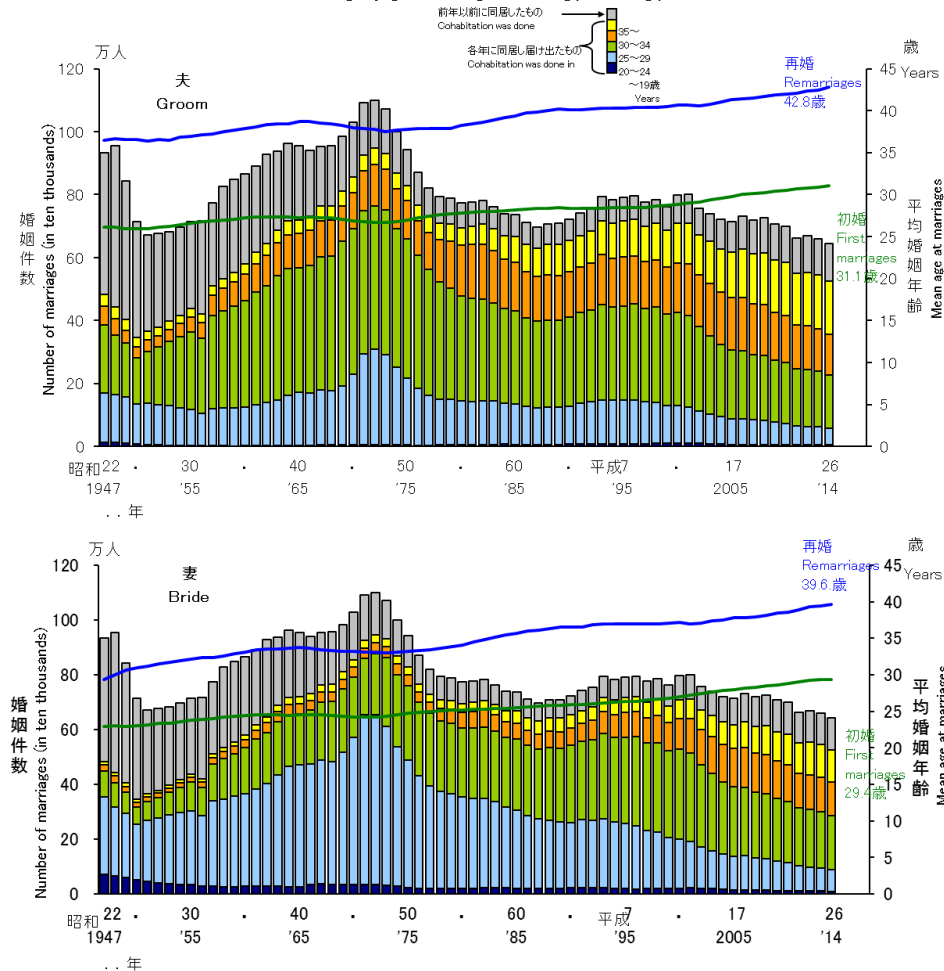 前年以前に同居したもの
Cohabitation was done
各年に同居し届け出たもの
Cohabitation was done in
35～
30～34
25～29
20～24
～19歳
Years
万人
歳
Years
夫
Groom
再婚
Remarriages
42.8歳
初婚
First
marriages
31.1歳
婚姻件数
Number of marriages (in ten thousands)
平均婚姻年齢
Mean age at marriages
120
100
80
60
40
20
0
45
40
35
30
25
20
15
10
5
0
昭和22 ・ 30 ・ 40 ・ 50 ・ 60 ・ 平成7 ・ 17 26
1947 '55 '65 '75 '85 '95 2005 '14
. . 年
万人
歳
Years
妻
Bride
再婚
Remarriages
39.6.歳
初婚
First
marriages
29.4歳
婚姻件数
Number of marriages (in ten thousands)
平均婚姻年齢
Mean age at marriages
120
100
80
60
40
20
0
45
40
35
30
25
20
15
10
5
0
昭和 22 ・ 30 ・ 40 ・ 50 ・ 60 ・ 平成7 ・ 17 26
1947 '55 '65 '75 '85 '95 2005 '14
. . 年